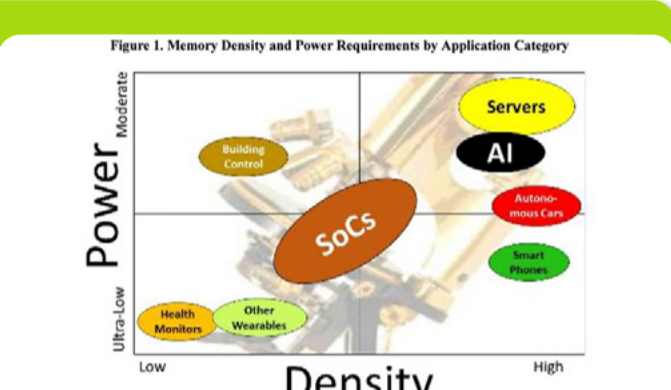 Figure 1. Memory Density and Power Requirements by Application Category
Moderate
Power
Ultra-Low
Servers
AI
Building
Control
Autono-
mous Cars
SoCs
Smart
Phones
Health
Monitors
Other
Wearables
Low
High
Density